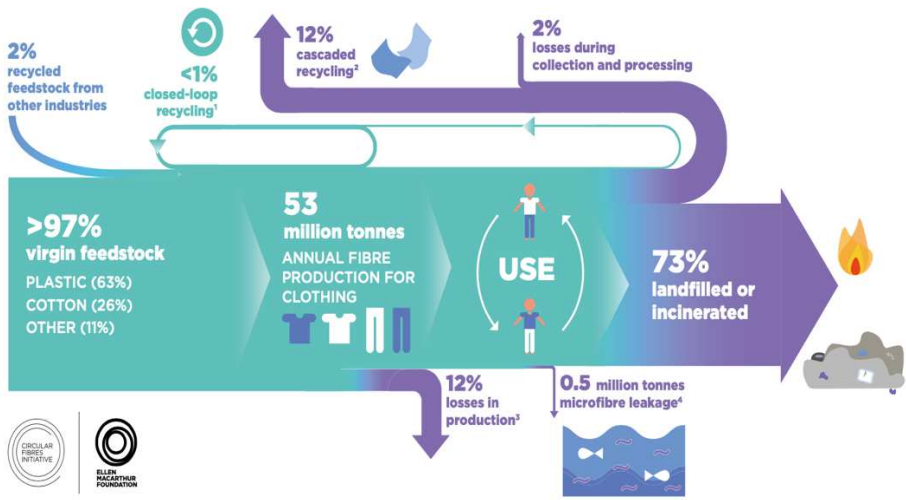 2%
recycled
feedstock from
other industries
<1%
closed-loop
recycling¹
12%
cascaded
recycling²
2%
losses during
collection and processing
>97%
virgin feedstock
PLASTIC (63%)
COTTON (26%)
OTHER (11%)
53
million tonnes
ANNUAL FIBRE
PRODUCTION FOR
CLOTHING
USE
73%
landfilled or
incinerated
12%
losses in
production³
0.5 million tonnes
microfibre leakage⁴
CIRCULAR
FIBRES
INITIATIVE
ELLEN
MACARTHUR
FOUNDATION